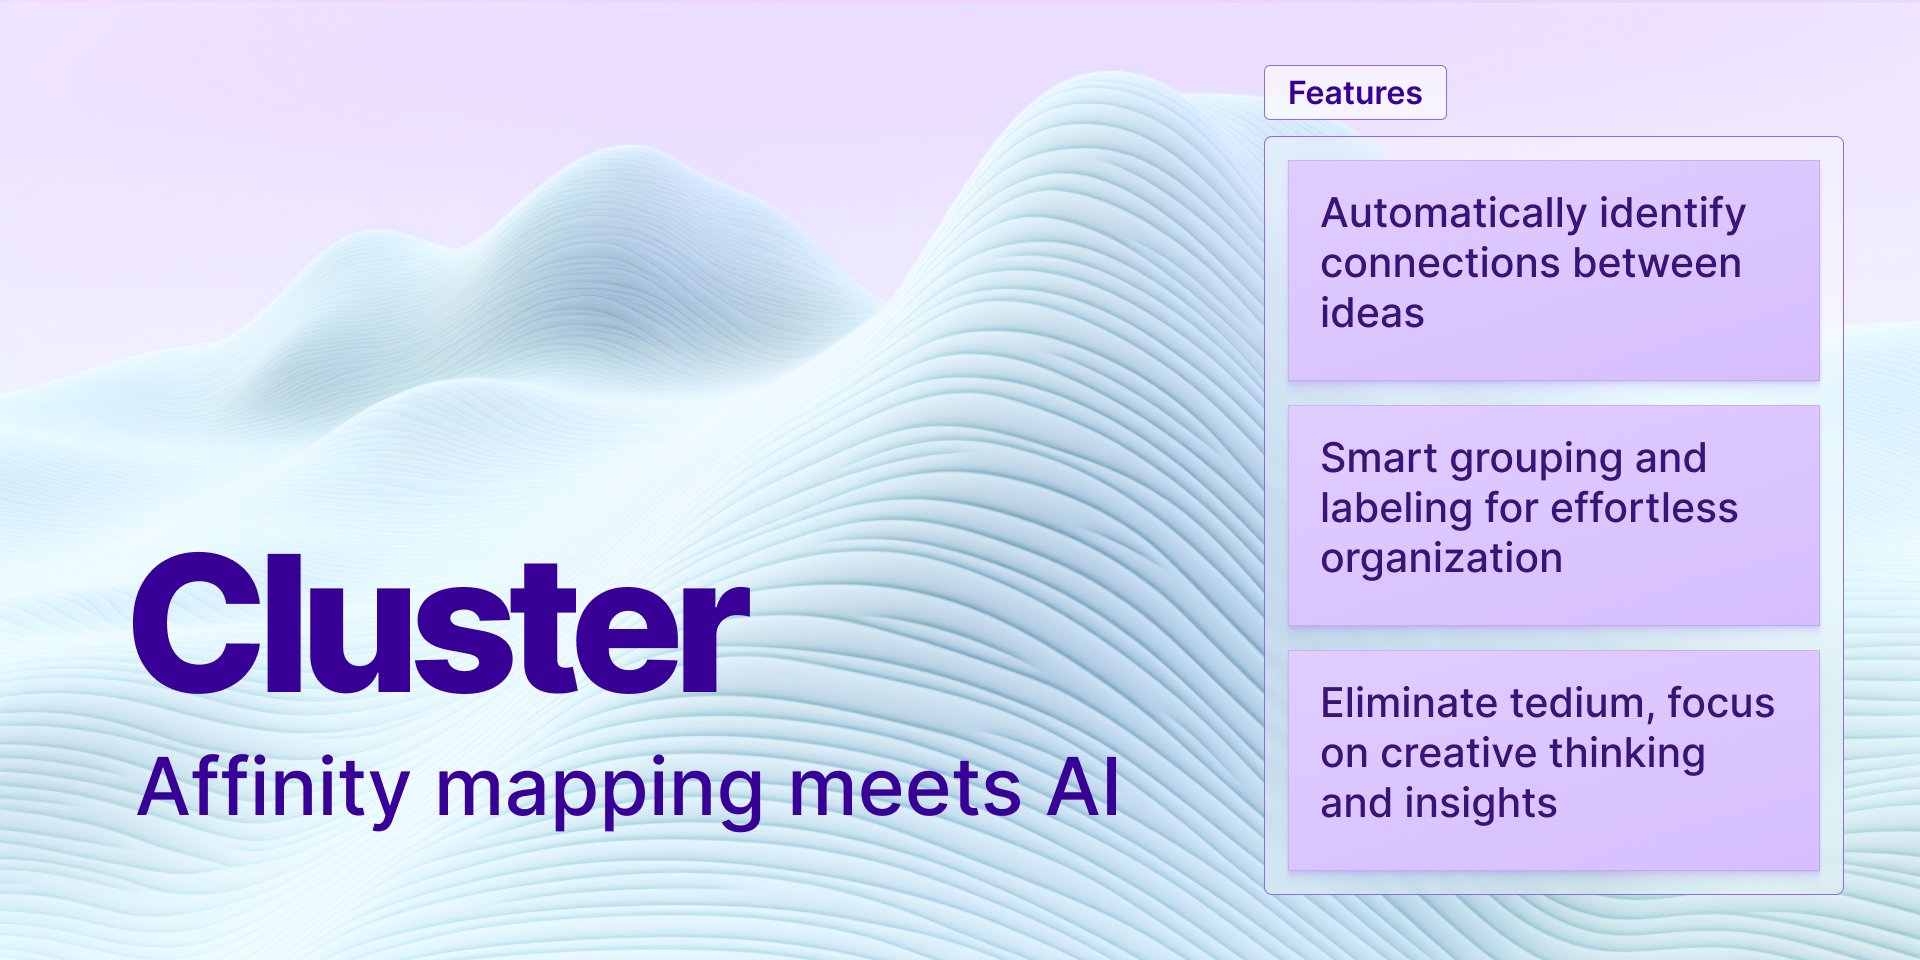 Cluster
Affinity mapping meets AI
Features
Automatically identify
connections between
ideas
Smart grouping and
labeling for effortless
organization
Eliminate tedium, focus
on creative thinking
and insights